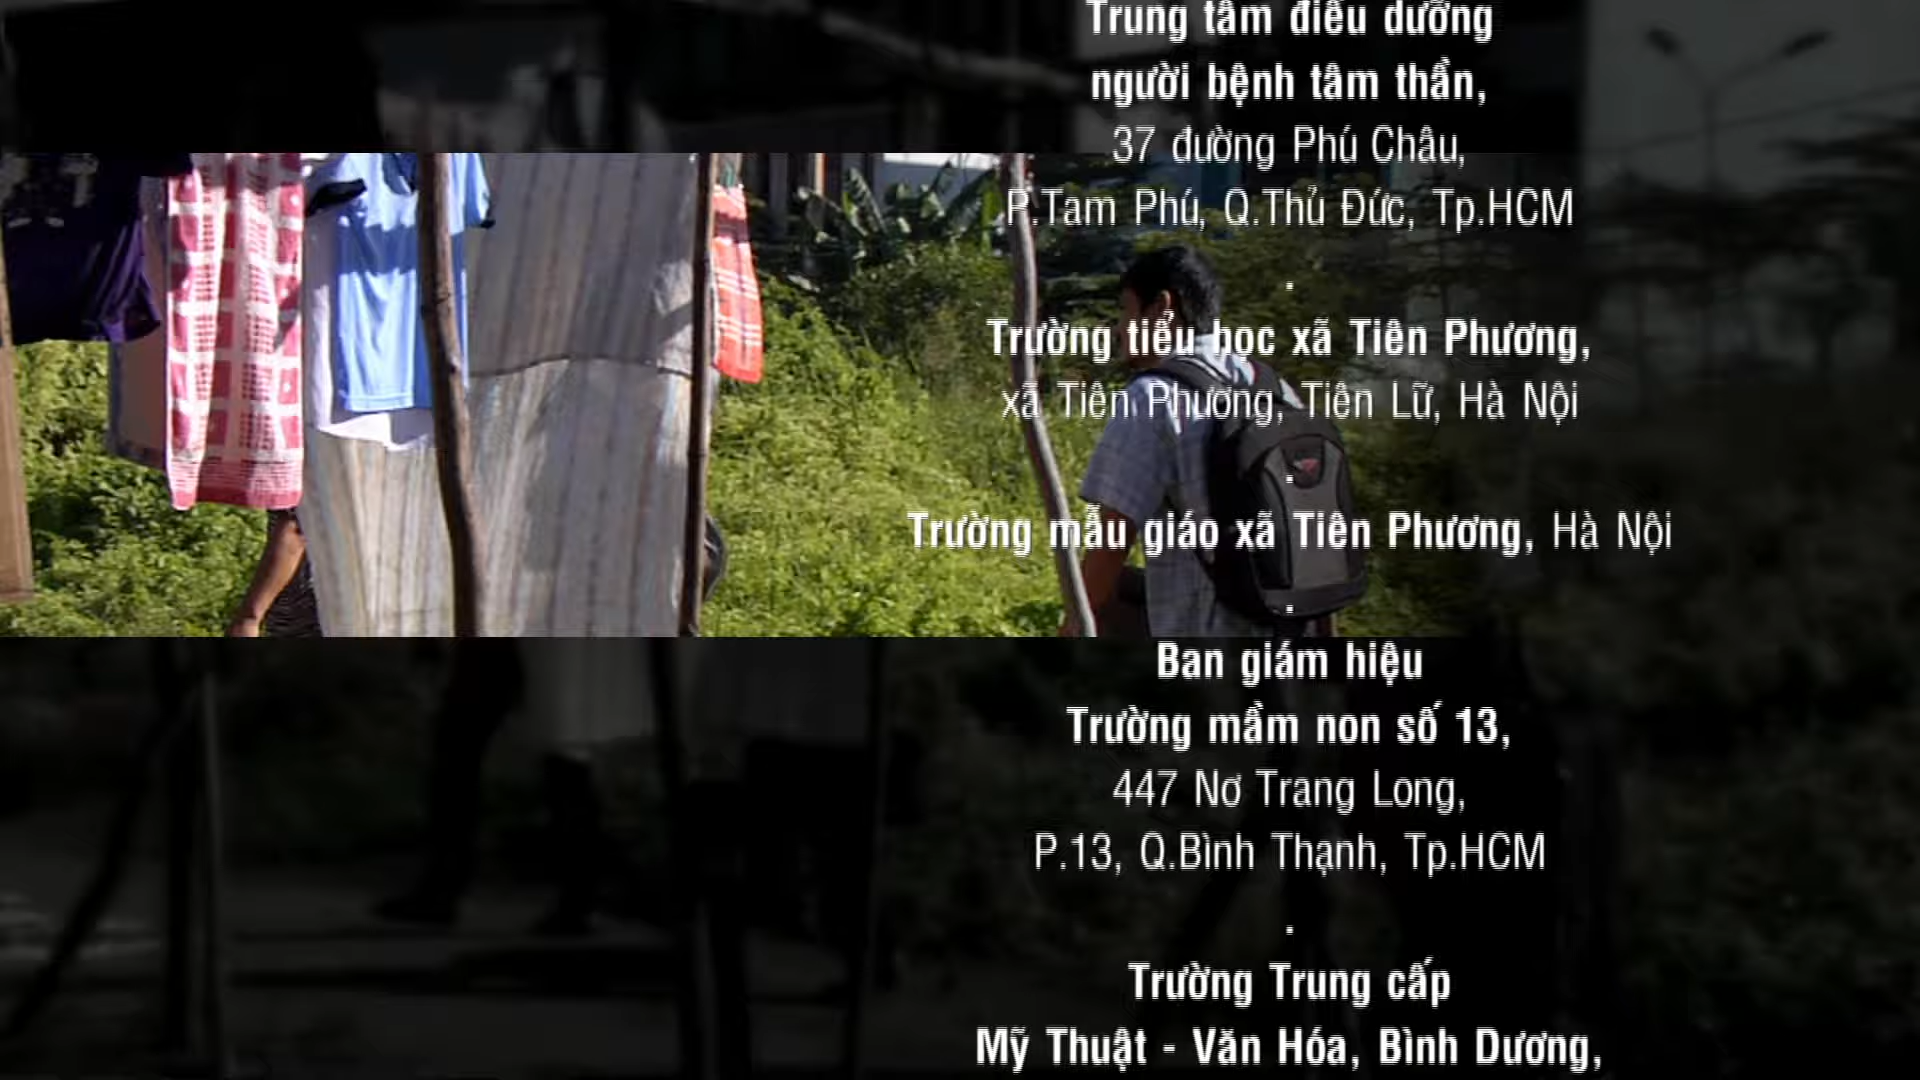 Trung tâm điều dưỡng
người bệnh tâm thần,
37 đường Phú Châu,
P.Tam Phú, Q.Thủ Đức, Tp.HCM
.
Trường tiểu học xã Tiên Phương,
xã Tiên Phương, Tiên Lữ, Hà Nội
.
Trường mẫu giáo xã Tiên Phương, Hà Nội
.
Ban giám hiệu
Trường mầm non số 13,
447 Nơ Trang Long,
P.13, Q.Bình Thạnh, Tp.HCM
.
Trường Trung cấp
Mỹ Thuật - Văn Hóa, Bình Dương,